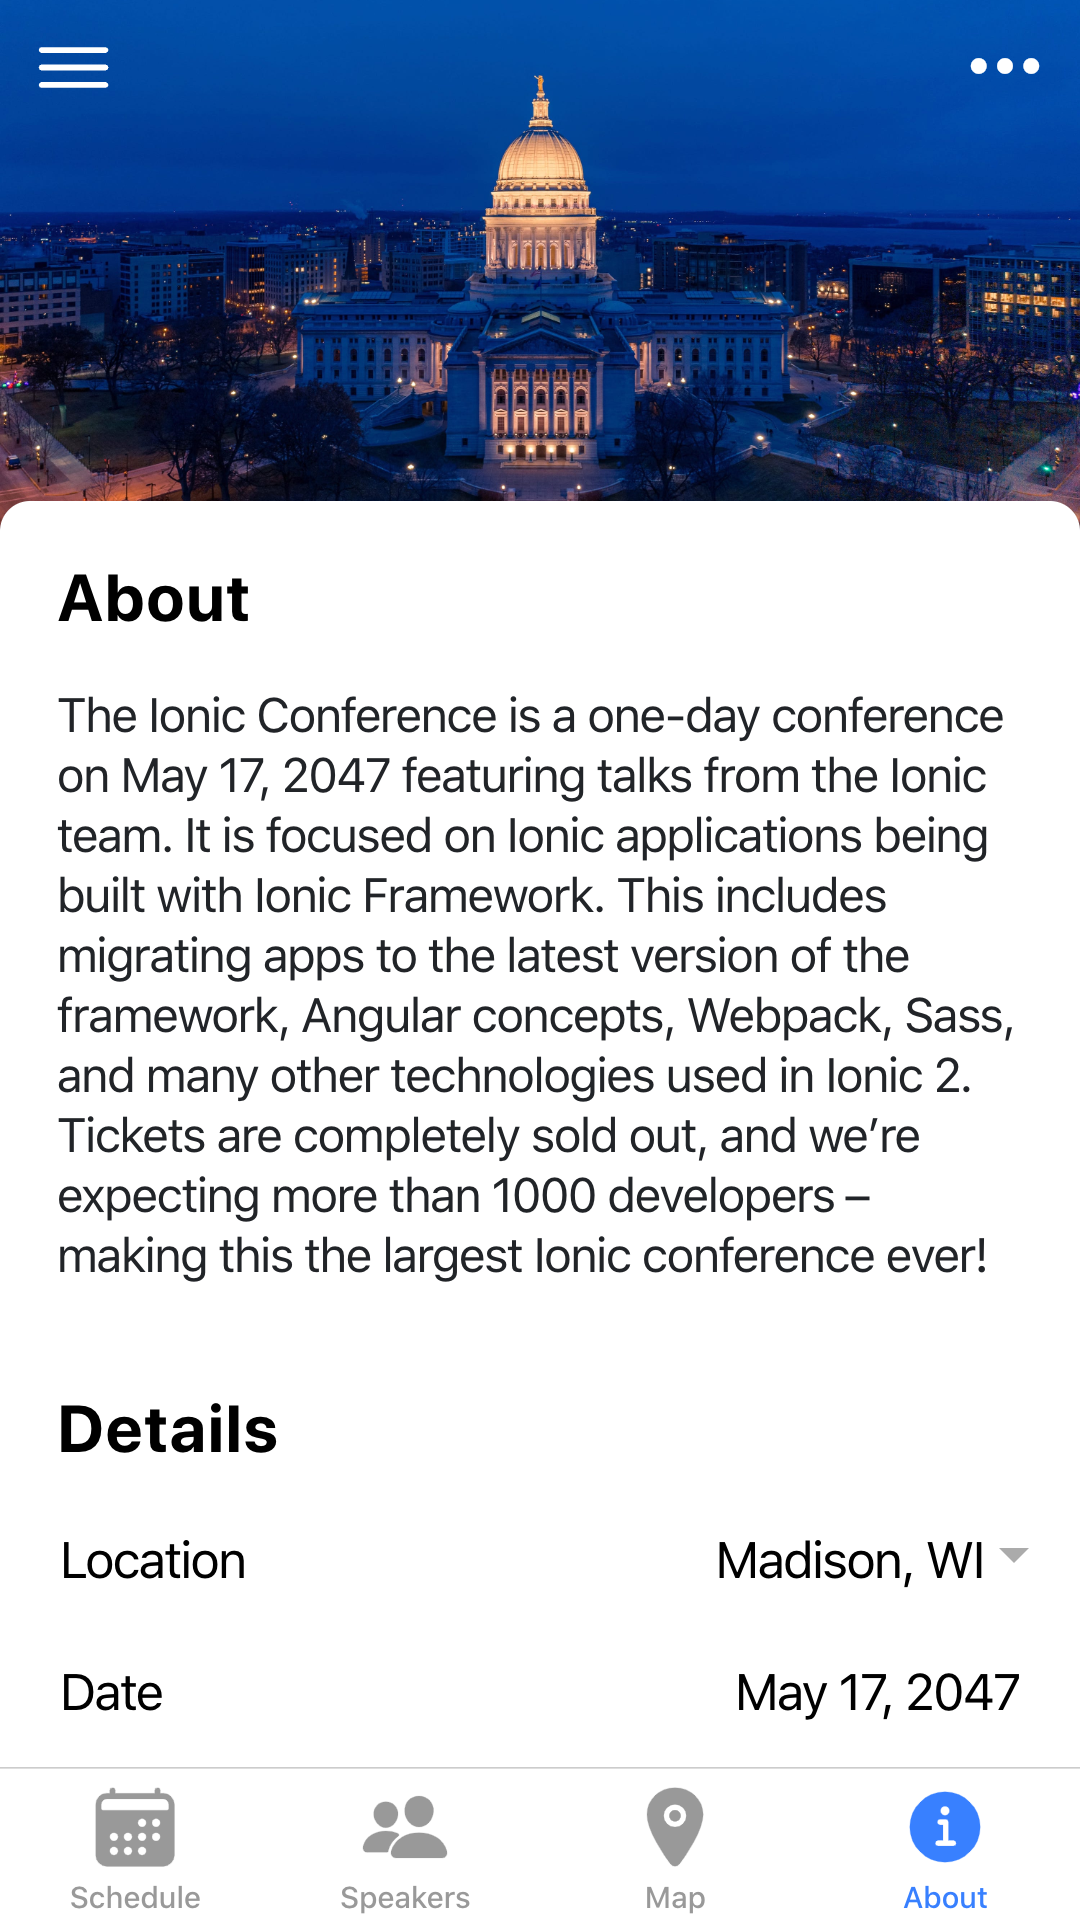 About
The Ionic Conference is a one-day conference
on May 17, 2047 featuring talks from the Ionic
team. It is focused on Ionic applications being
built with Ionic Framework. This includes
migrating apps to the latest version of the
framework, Angular concepts, Webpack, Sass,
and many other technologies used in Ionic 2.
Tickets are completely sold out, and we’re
expecting more than 1000 developers –
making this the largest Ionic conference ever!
Details
Location Madison, WI
Date May 17, 2047
Schedule Speakers Map About